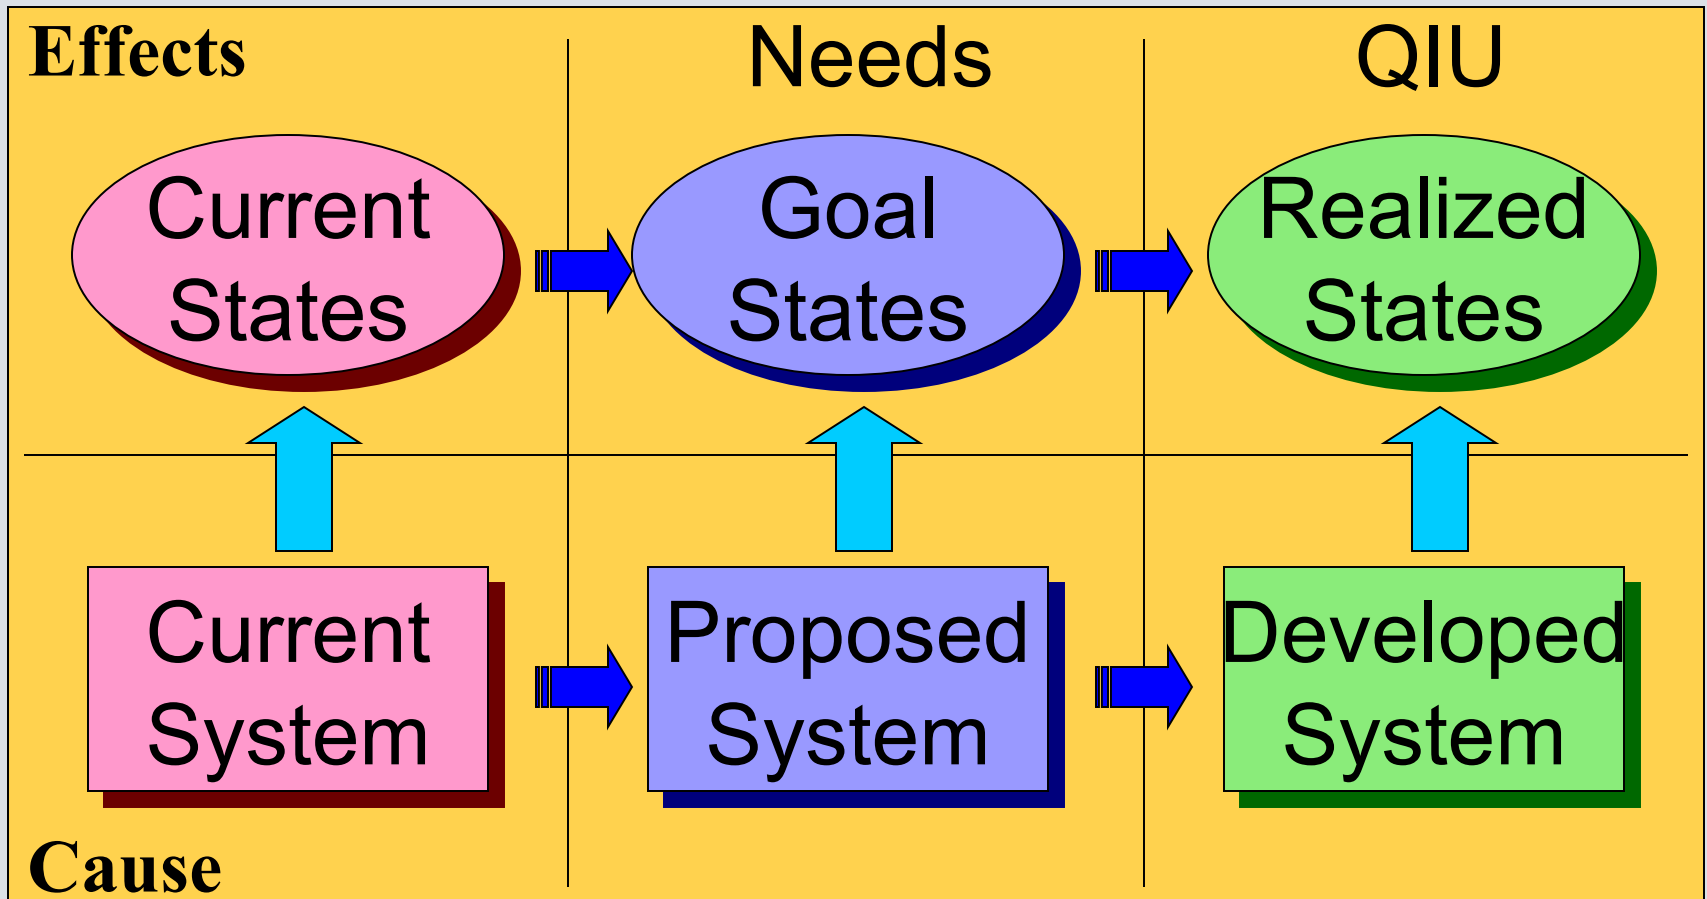 Effects
Needs
QIU
Current
States
Goal
States
Realized
States
Current
System
Proposed
System
Developed
System
Cause